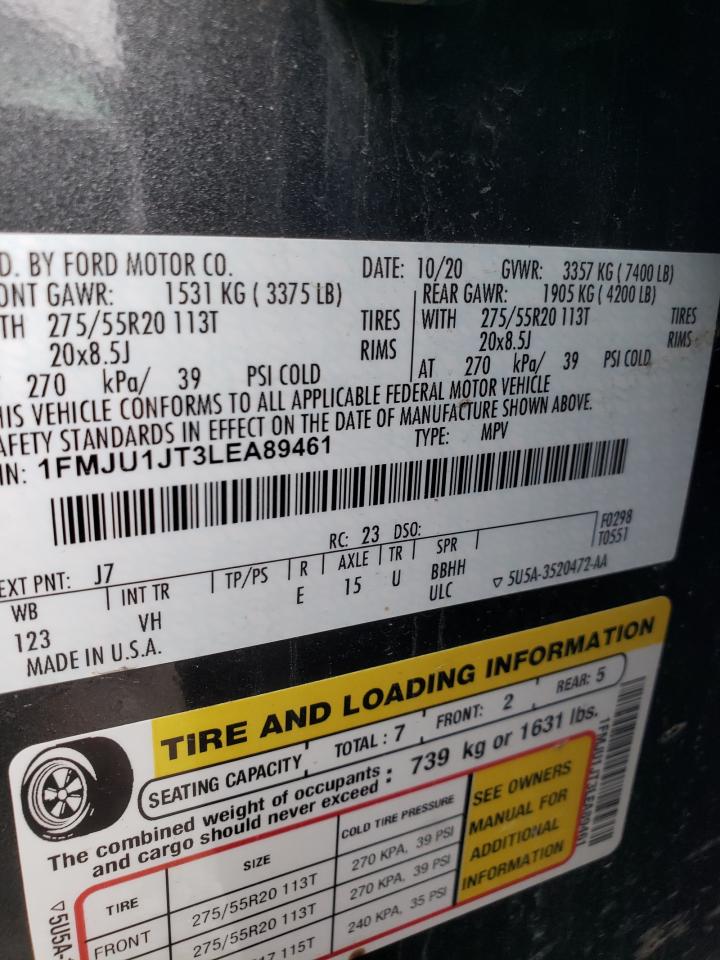 D. BY FORD MOTOR CO. DATE: 10/20 GVWR: 3357 KG ( 7400 LB)
ONT GAWR: 1531 KG ( 3375 LB) REAR GAWR: 1905 KG ( 4200 LB)
TH 275/55R20 113T TIRES WITH 275/55R20 113T TIRES
20x8.5J RIMS 20x8.5J RIMS
270 kPa/ 39 PSI COLD AT 270 kPa/ 39 PSI COLD
HIS VEHICLE CONFORMS TO ALL APPLICABLE FEDERAL MOTOR VEHICLE
AFETY STANDARDS IN EFFECT ON THE DATE OF MANUFACTURE SHOWN ABOVE.
IN: 1FMJU1JT3LEA89461 TYPE: MPV
RC: 23 DSO: F0298
T0551
EXT PNT: J7
WB INT TR TP/PS R AXLE TR SPR
123 VH E 15 U BBHH
ULC
5U5A-3520472-AA
MADE IN U.S.A.
TIRE AND LOADING INFORMATION
SEATING CAPACITY TOTAL : 7 FRONT: 2 REAR: 5
The combined weight of occupants
and cargo should never exceed : 739 kg or 1631 lbs.
TIRE SIZE COLD TIRE PRESSURE
FRONT 275/55R20 113T 270 KPA, 39 PSI
275/55R20 113T 270 KPA, 39 PSI
17 115T 240 KPA, 35 PSI
SEE OWNERS
MANUAL FOR
ADDITIONAL
INFORMATION
1FMJU1JT3LEA89461
5U5A-